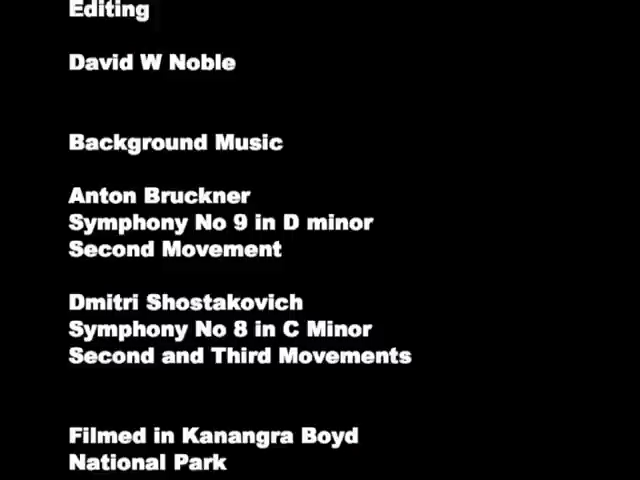 Editing
David W Noble
Background Music
Anton Bruckner
Symphony No 9 in D minor
Second Movement
Dmitri Shostakovich
Symphony No 8 in C Minor
Second and Third Movements
Filmed in Kanangra Boyd
National Park